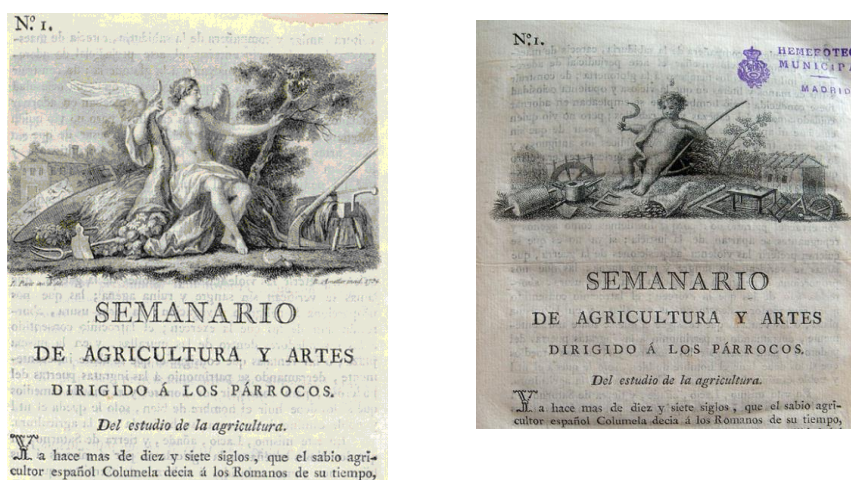 N.º 1.
SEMANARIO
DE AGRICULTURA Y ARTES
DIRIGIDO Á LOS PÁRROCOS.
Del estudio de la agricultura.
Ya hace mas de diez y siete siglos, que el sabio agri-
cultor español Columela decia á los Romanos de su tiempo,
N.º 1.
HEMEROTEC
MUNICIPA
MADRID
SEMANARIO
DE AGRICULTURA Y ARTES
DIRIGIDO Á LOS PÁRROCOS.
Del estudio de la agricultura.
Ya hace mas de diez y siete siglos, que el sabio agri-
cultor español Columela decia á los Romanos de su tiempo,